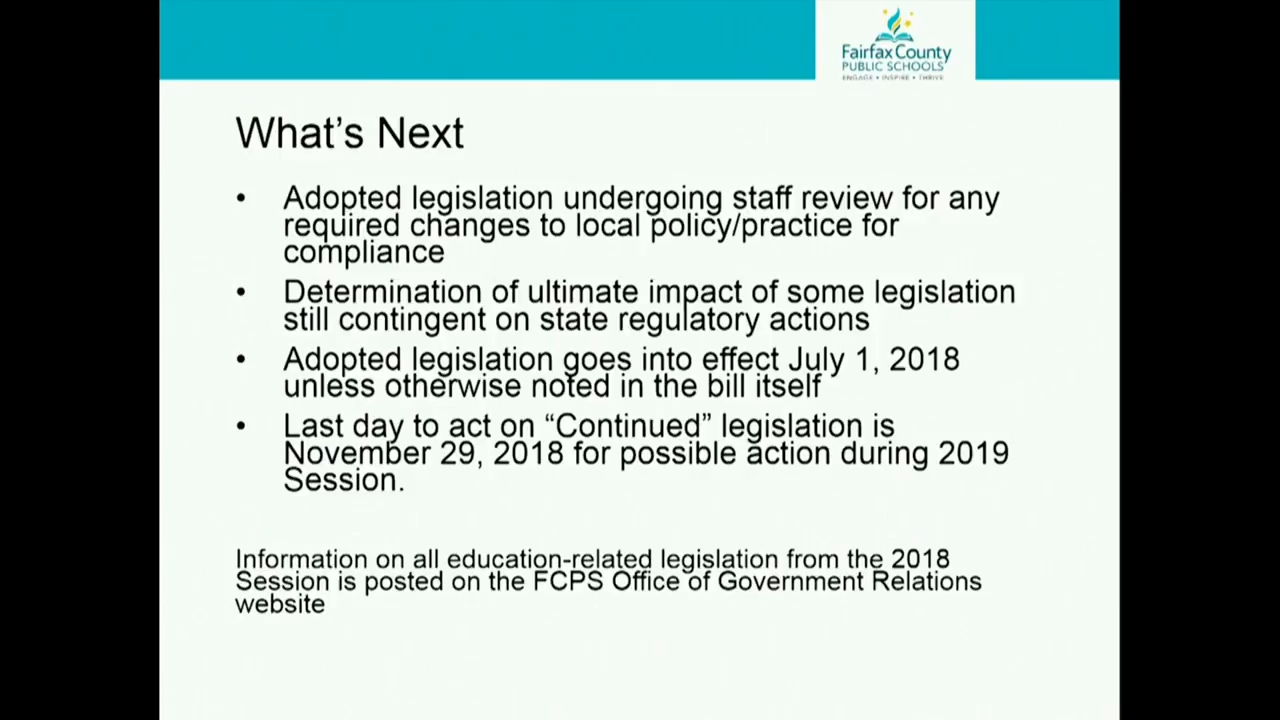 Fairfax County
PUBLIC SCHOOLS
ENGAGE • INSPIRE • THRIVE
What’s Next
• Adopted legislation undergoing staff review for any
required changes to local policy/practice for
compliance
• Determination of ultimate impact of some legislation
still contingent on state regulatory actions
• Adopted legislation goes into effect July 1, 2018
unless otherwise noted in the bill itself
• Last day to act on “Continued” legislation is
November 29, 2018 for possible action during 2019
Session.
Information on all education-related legislation from the 2018
Session is posted on the FCPS Office of Government Relations
website